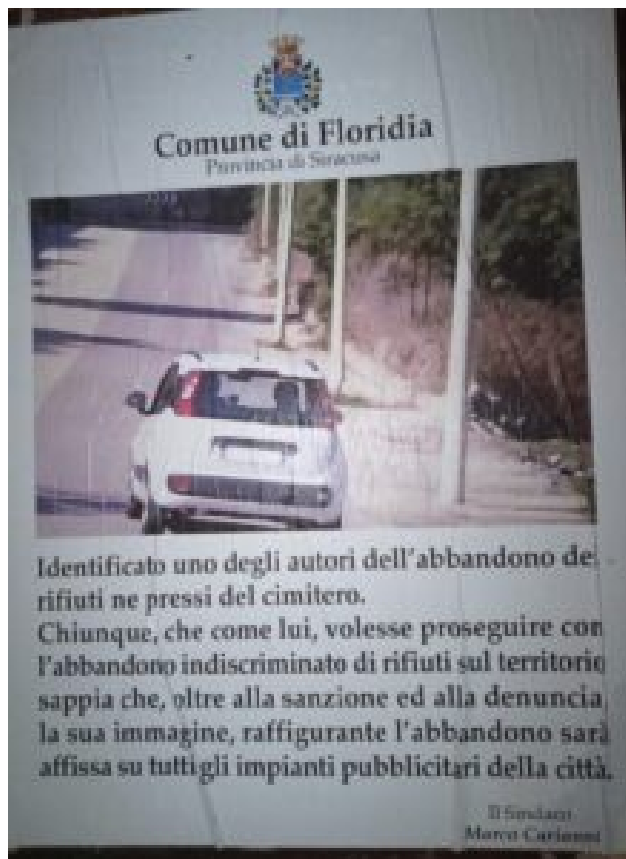 Comune di Floridia
Provincia di Siracusa
Identificato uno degli autori dell'abbandono de
rifiuti ne pressi del cimitero.
Chiunque, che come lui, volesse proseguire con
l'abbandono indiscriminato di rifiuti sul territorio
sappia che, oltre alla sanzione ed alla denuncia,
la sua immagine, raffigurante l'abbandono sarà
affissa su tutti gli impianti pubblicitari della città.
Il Sindaco
Marco Carianni